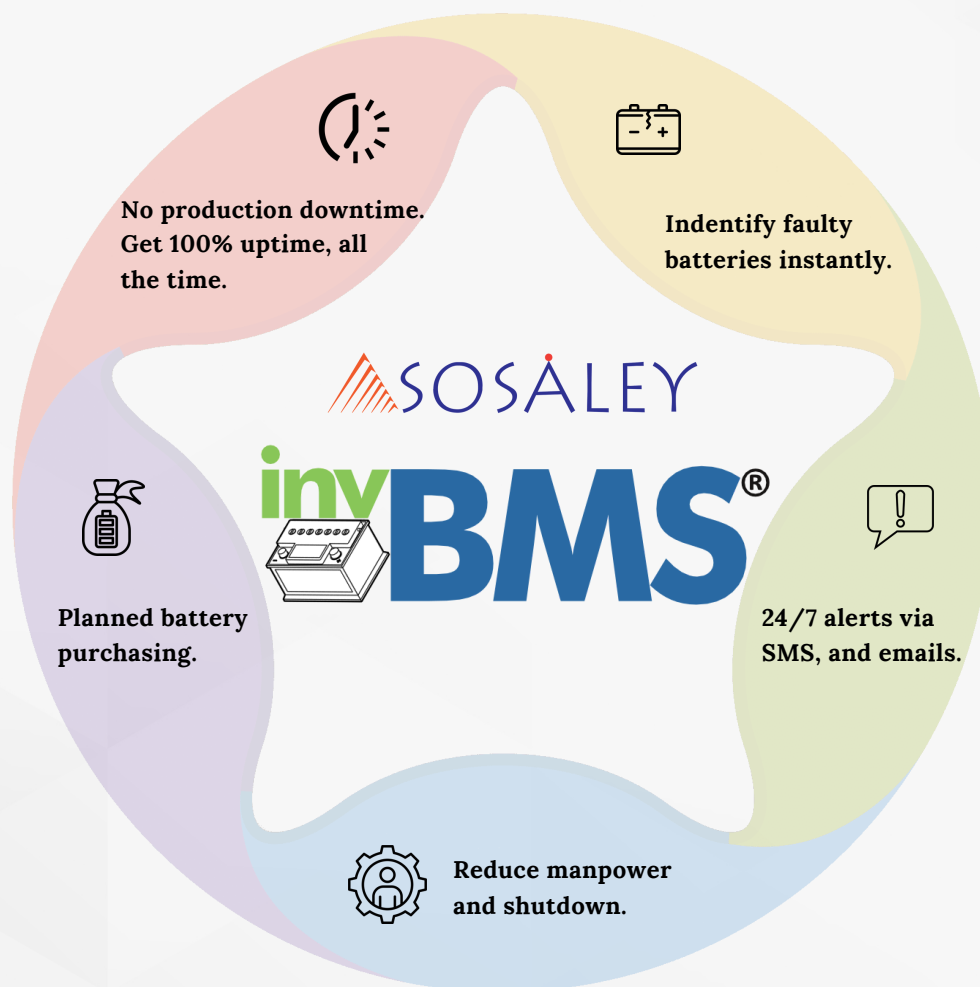 No production downtime.
Get 100% uptime, all
the time.
Indentify faulty
batteries instantly.
SOSALEY
invBMS®
Planned battery
purchasing.
24/7 alerts via
SMS, and emails.
Reduce manpower
and shutdown.